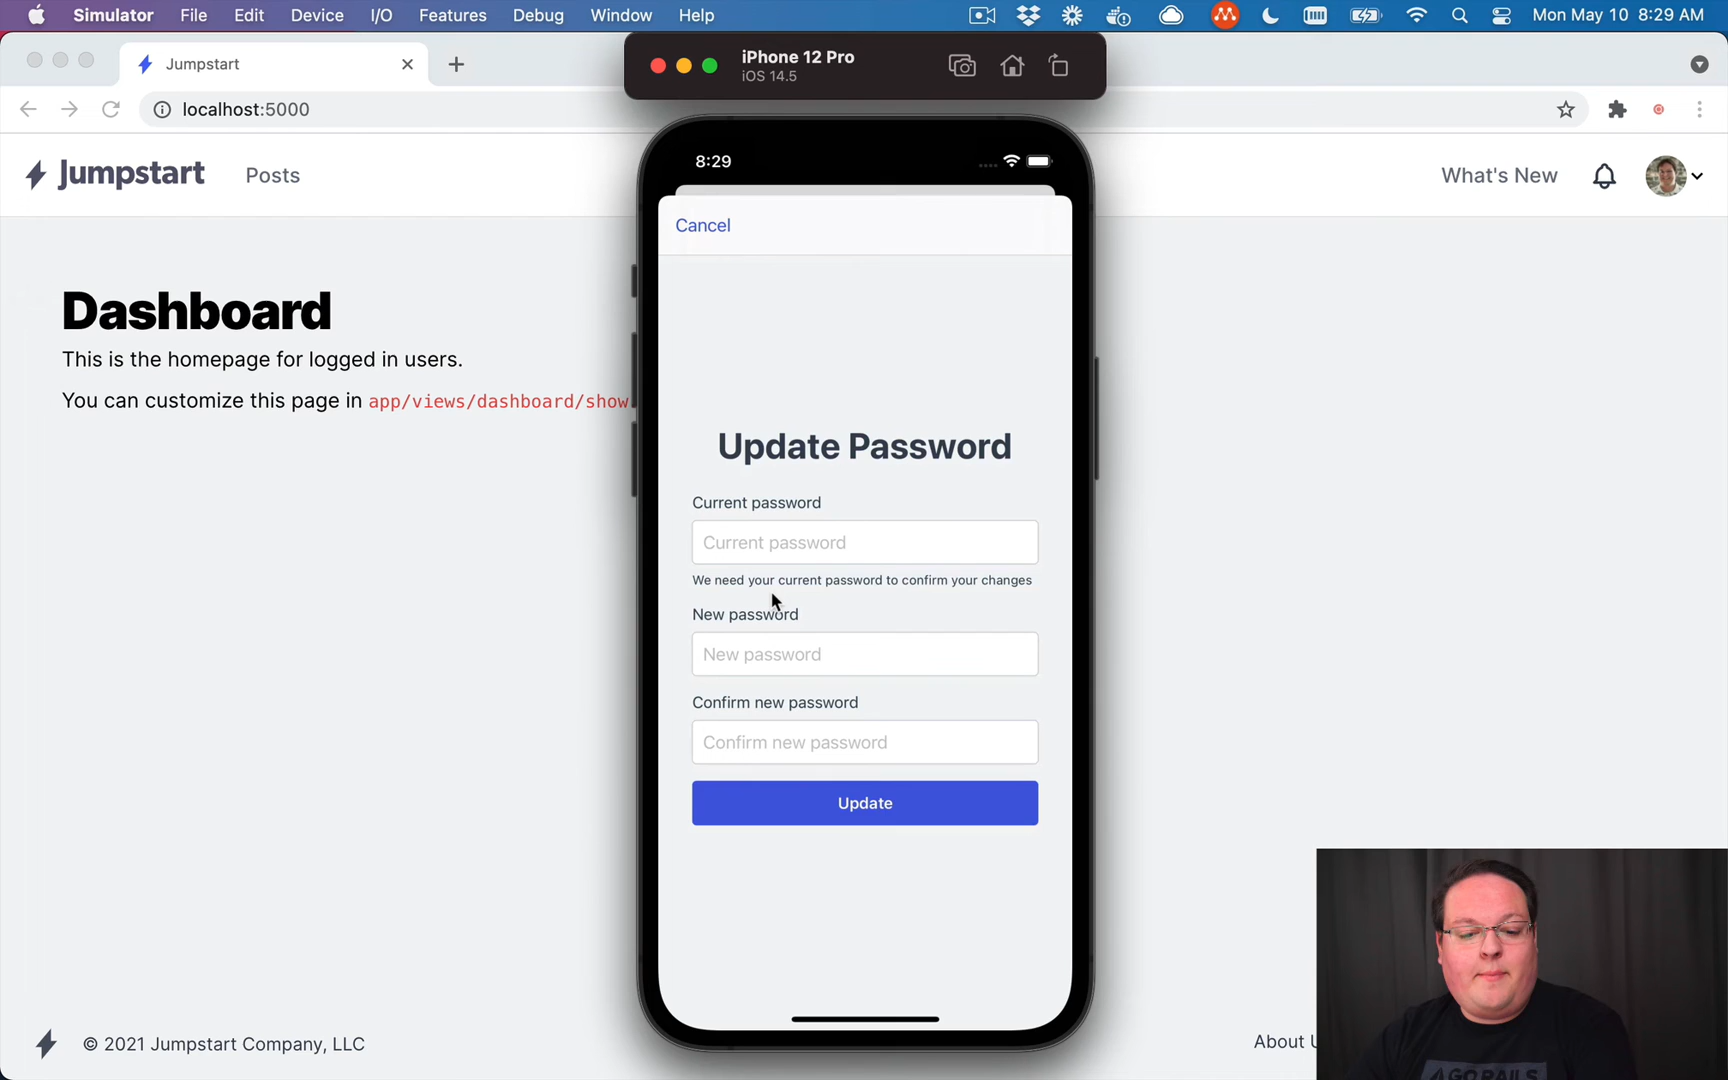 Simulator File Edit Device I/O Features Debug Window Help Mon May 10 8:29 AM
Jumpstart
iPhone 12 Pro
iOS 14.5
localhost:5000
Jumpstart Posts What's New
8:29
Cancel
Dashboard
This is the homepage for logged in users.
You can customize this page in app/views/dashboard/show
Update Password
Current password
Current password
We need your current password to confirm your changes
New password
New password
Confirm new password
Confirm new password
Update
© 2021 Jumpstart Company, LLC
About
GO RAILS